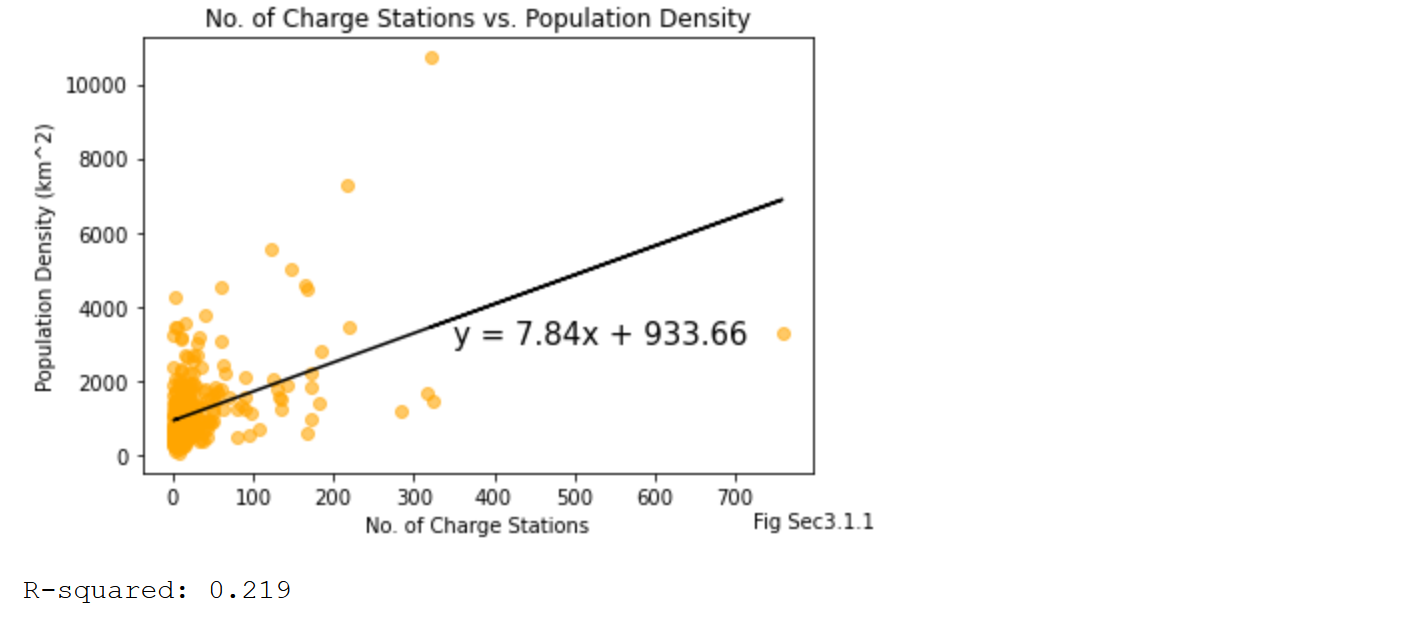 No. of Charge Stations vs. Population Density
10000
8000
6000
4000
2000
0
Population Density (km^2)
y = 7.84x + 933.66
0 100 200 300 400 500 600 700
No. of Charge Stations
Fig Sec3.1.1
R-squared: 0.219